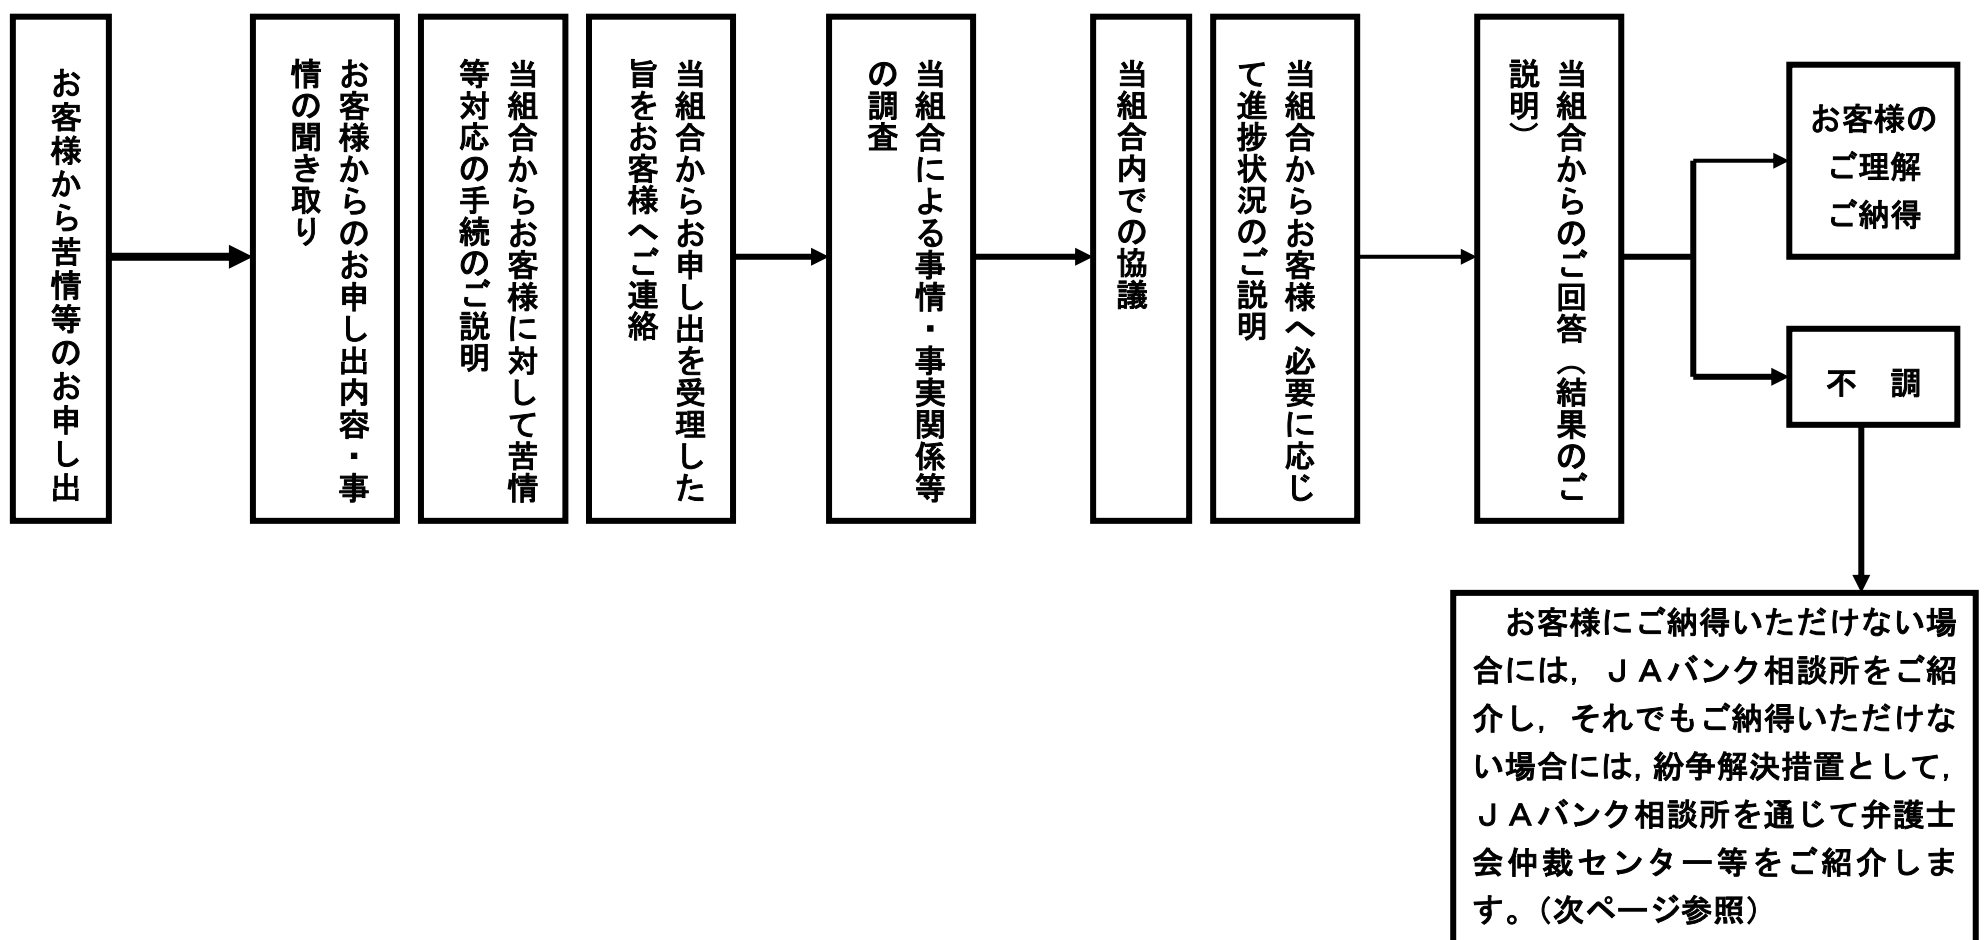 お客様から苦情等のお申し出
お客様からのお申し出内容・事
情の聞き取り
当組合からお客様に対して苦情
等対応の手続のご説明
当組合からお申し出を受理した
旨をお客様へご連絡
当組合による事情・事実関係等
の調査
当組合内での協議
当組合からお客様へ必要に応じ
て進捗状況のご説明
当組合からのご回答（結果のご
説明）
お客様の
ご理解
ご納得
不　調
　お客様にご納得いただけない場
合には，ＪＡバンク相談所をご紹
介し，それでもご納得いただけな
い場合には，紛争解決措置として，
ＪＡバンク相談所を通じて弁護士
会仲裁センター等をご紹介しま
す。（次ページ参照）